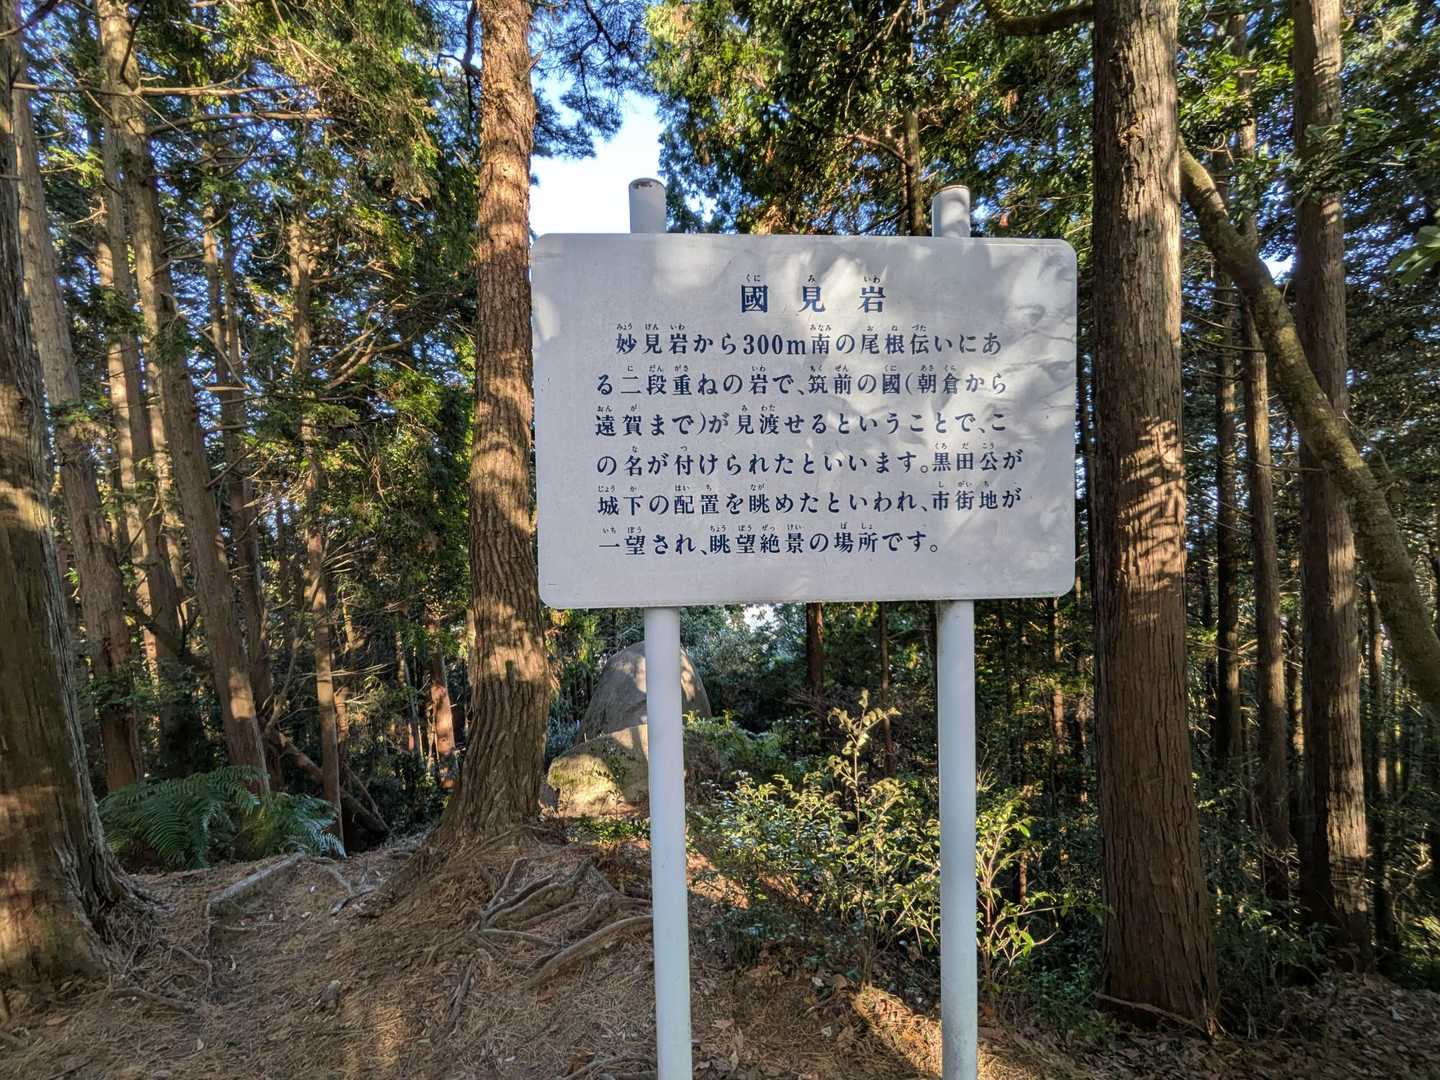 國見岩
妙見岩から300m南の尾根伝いにあ
る二段重ねの岩で、筑前の國(朝倉から
遠賀まで)が見渡せるということで、こ
の名が付けられたといいます。黒田公が
城下の配置を眺めたといわれ、市街地が
一望され、眺望絶景の場所です。